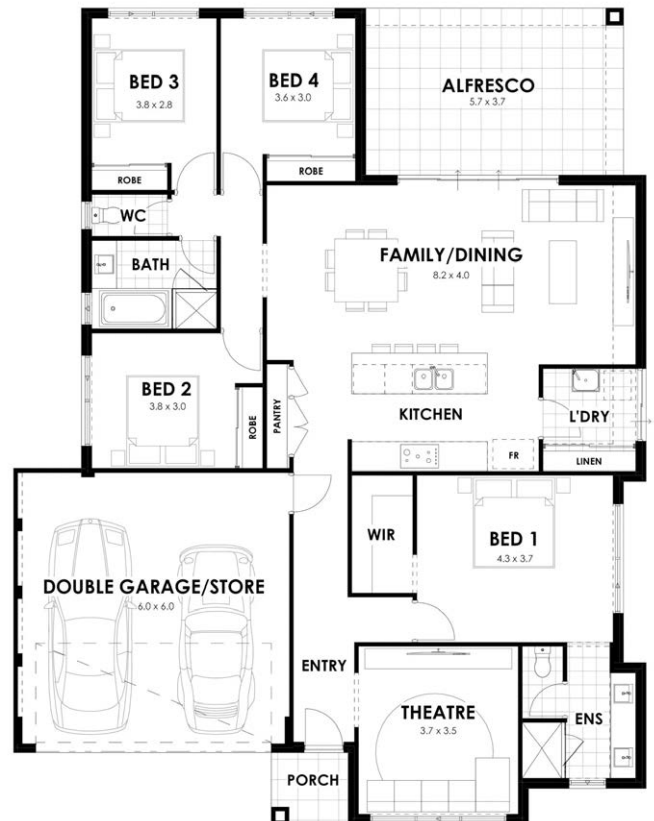 BED 3
3.8 x 2.8
BED 4
3.6 x 3.0
ALFRESCO
5.7 x 3.7
ROBE
ROBE
WC
BATH
FAMILY/DINING
8.2 x 4.0
BED 2
3.8 x 3.0
ROBE
PANTRY
KITCHEN
FR
L'DRY
LINEN
WIR
BED 1
4.3 x 3.7
DOUBLE GARAGE/STORE
6.0 x 6.0
ENTRY
THEATRE
3.7 x 3.5
ENS
PORCH